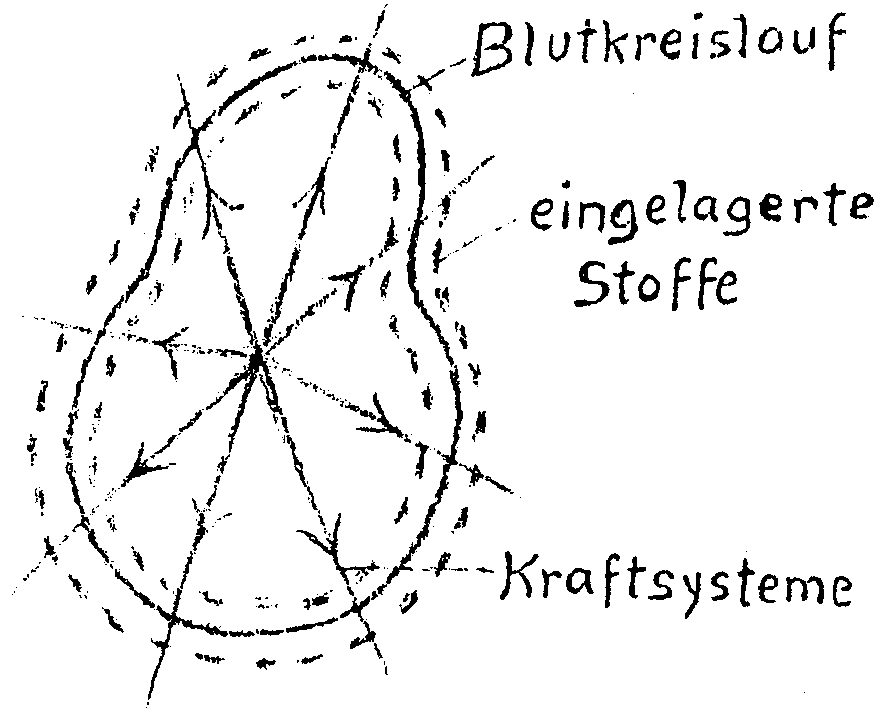 Blutkreislauf
eingelagerte
Stoffe
Kraftsysteme